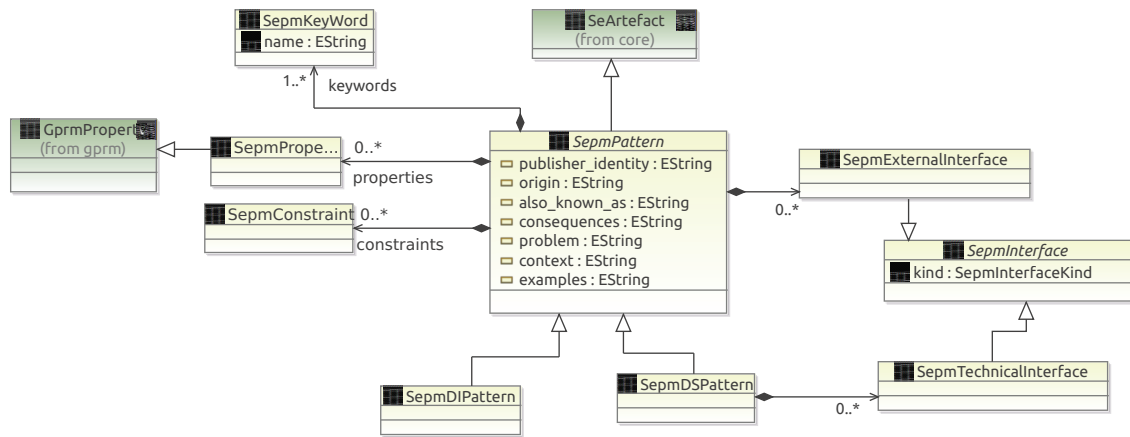 SepmKeyWord
name : EString
SeArtefact
(from core)
1..*
keywords
GprmPropert
(from gprm)
SepmPrope...
0..*
properties
SepmPattern
publisher_identity : EString
origin : EString
also_known_as : EString
consequences : EString
problem : EString
context : EString
examples : EString
SepmExternalInterface
0..*
SepmConstraint
0..*
constraints
SepmInterface
kind : SepmInterfaceKind
SepmDIPattern
SepmDSPattern
0..*
SepmTechnicalInterface